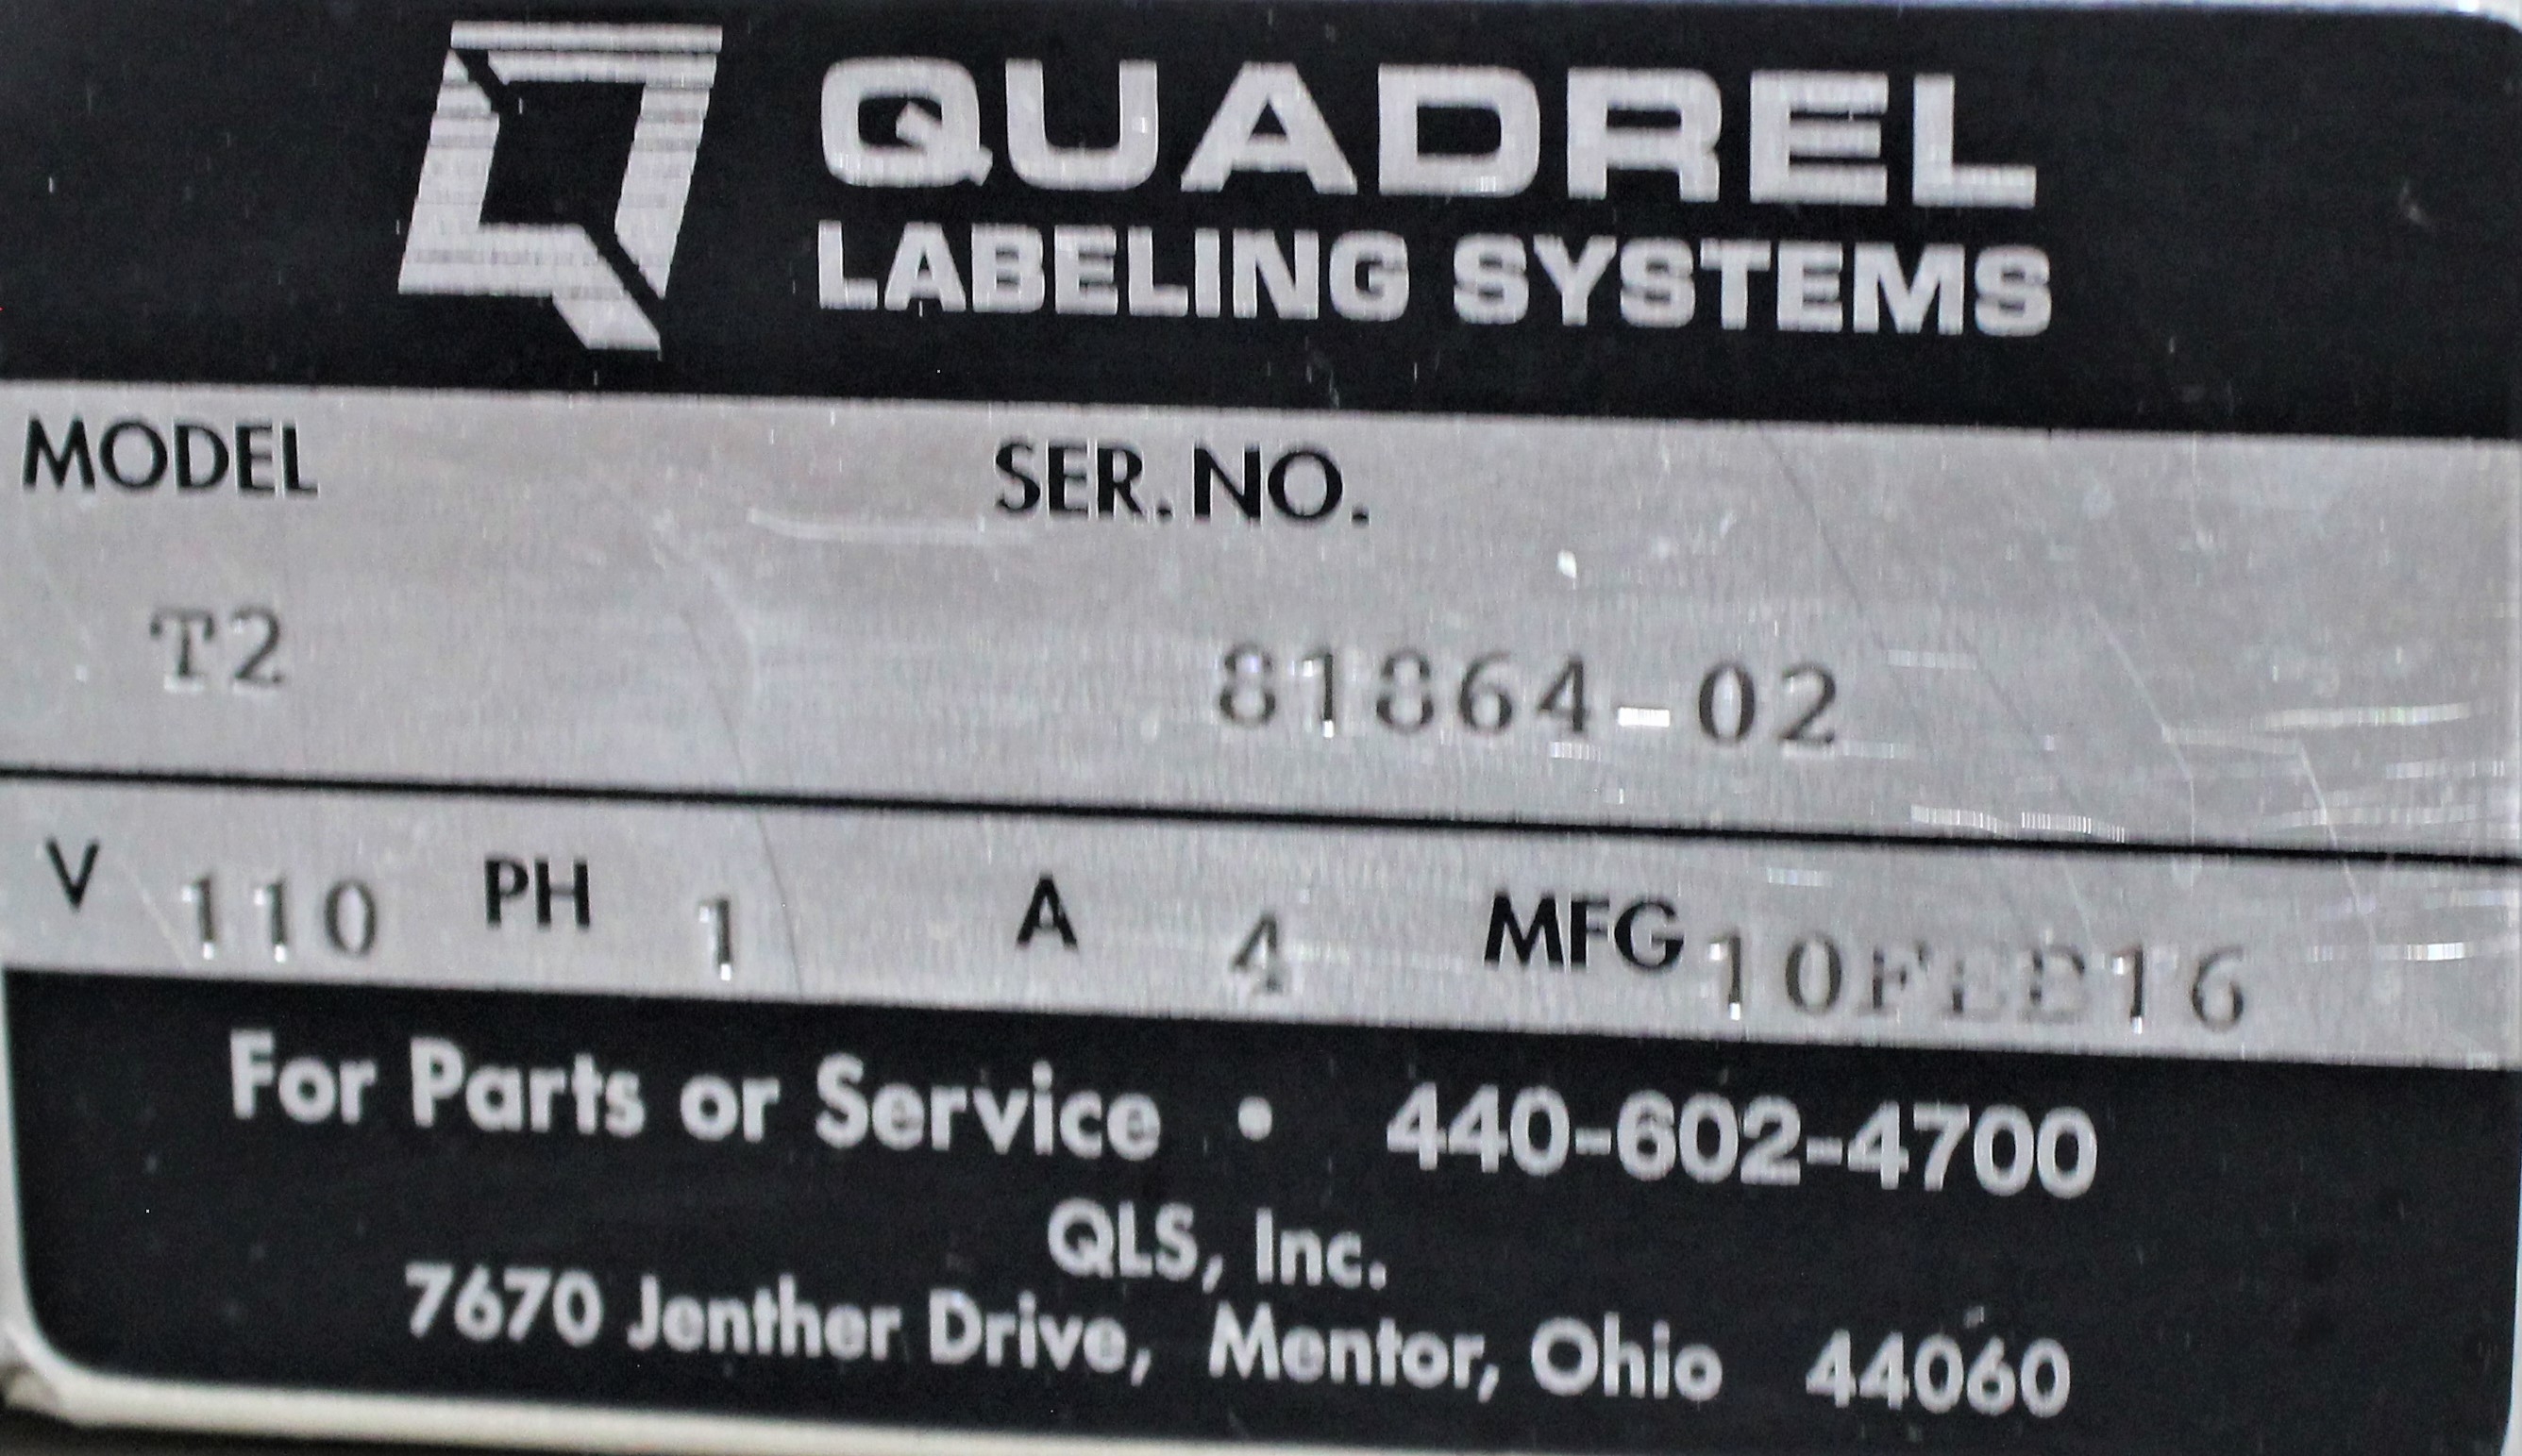 QUADREL
LABELING SYSTEMS
MODEL SER. NO.
T2 81864-02
V 110 PH 1 A 4 MFG 10FEB16
For Parts or Service • 440-602-4700
QLS, Inc.
7670 Jenther Drive, Mentor, Ohio 44060